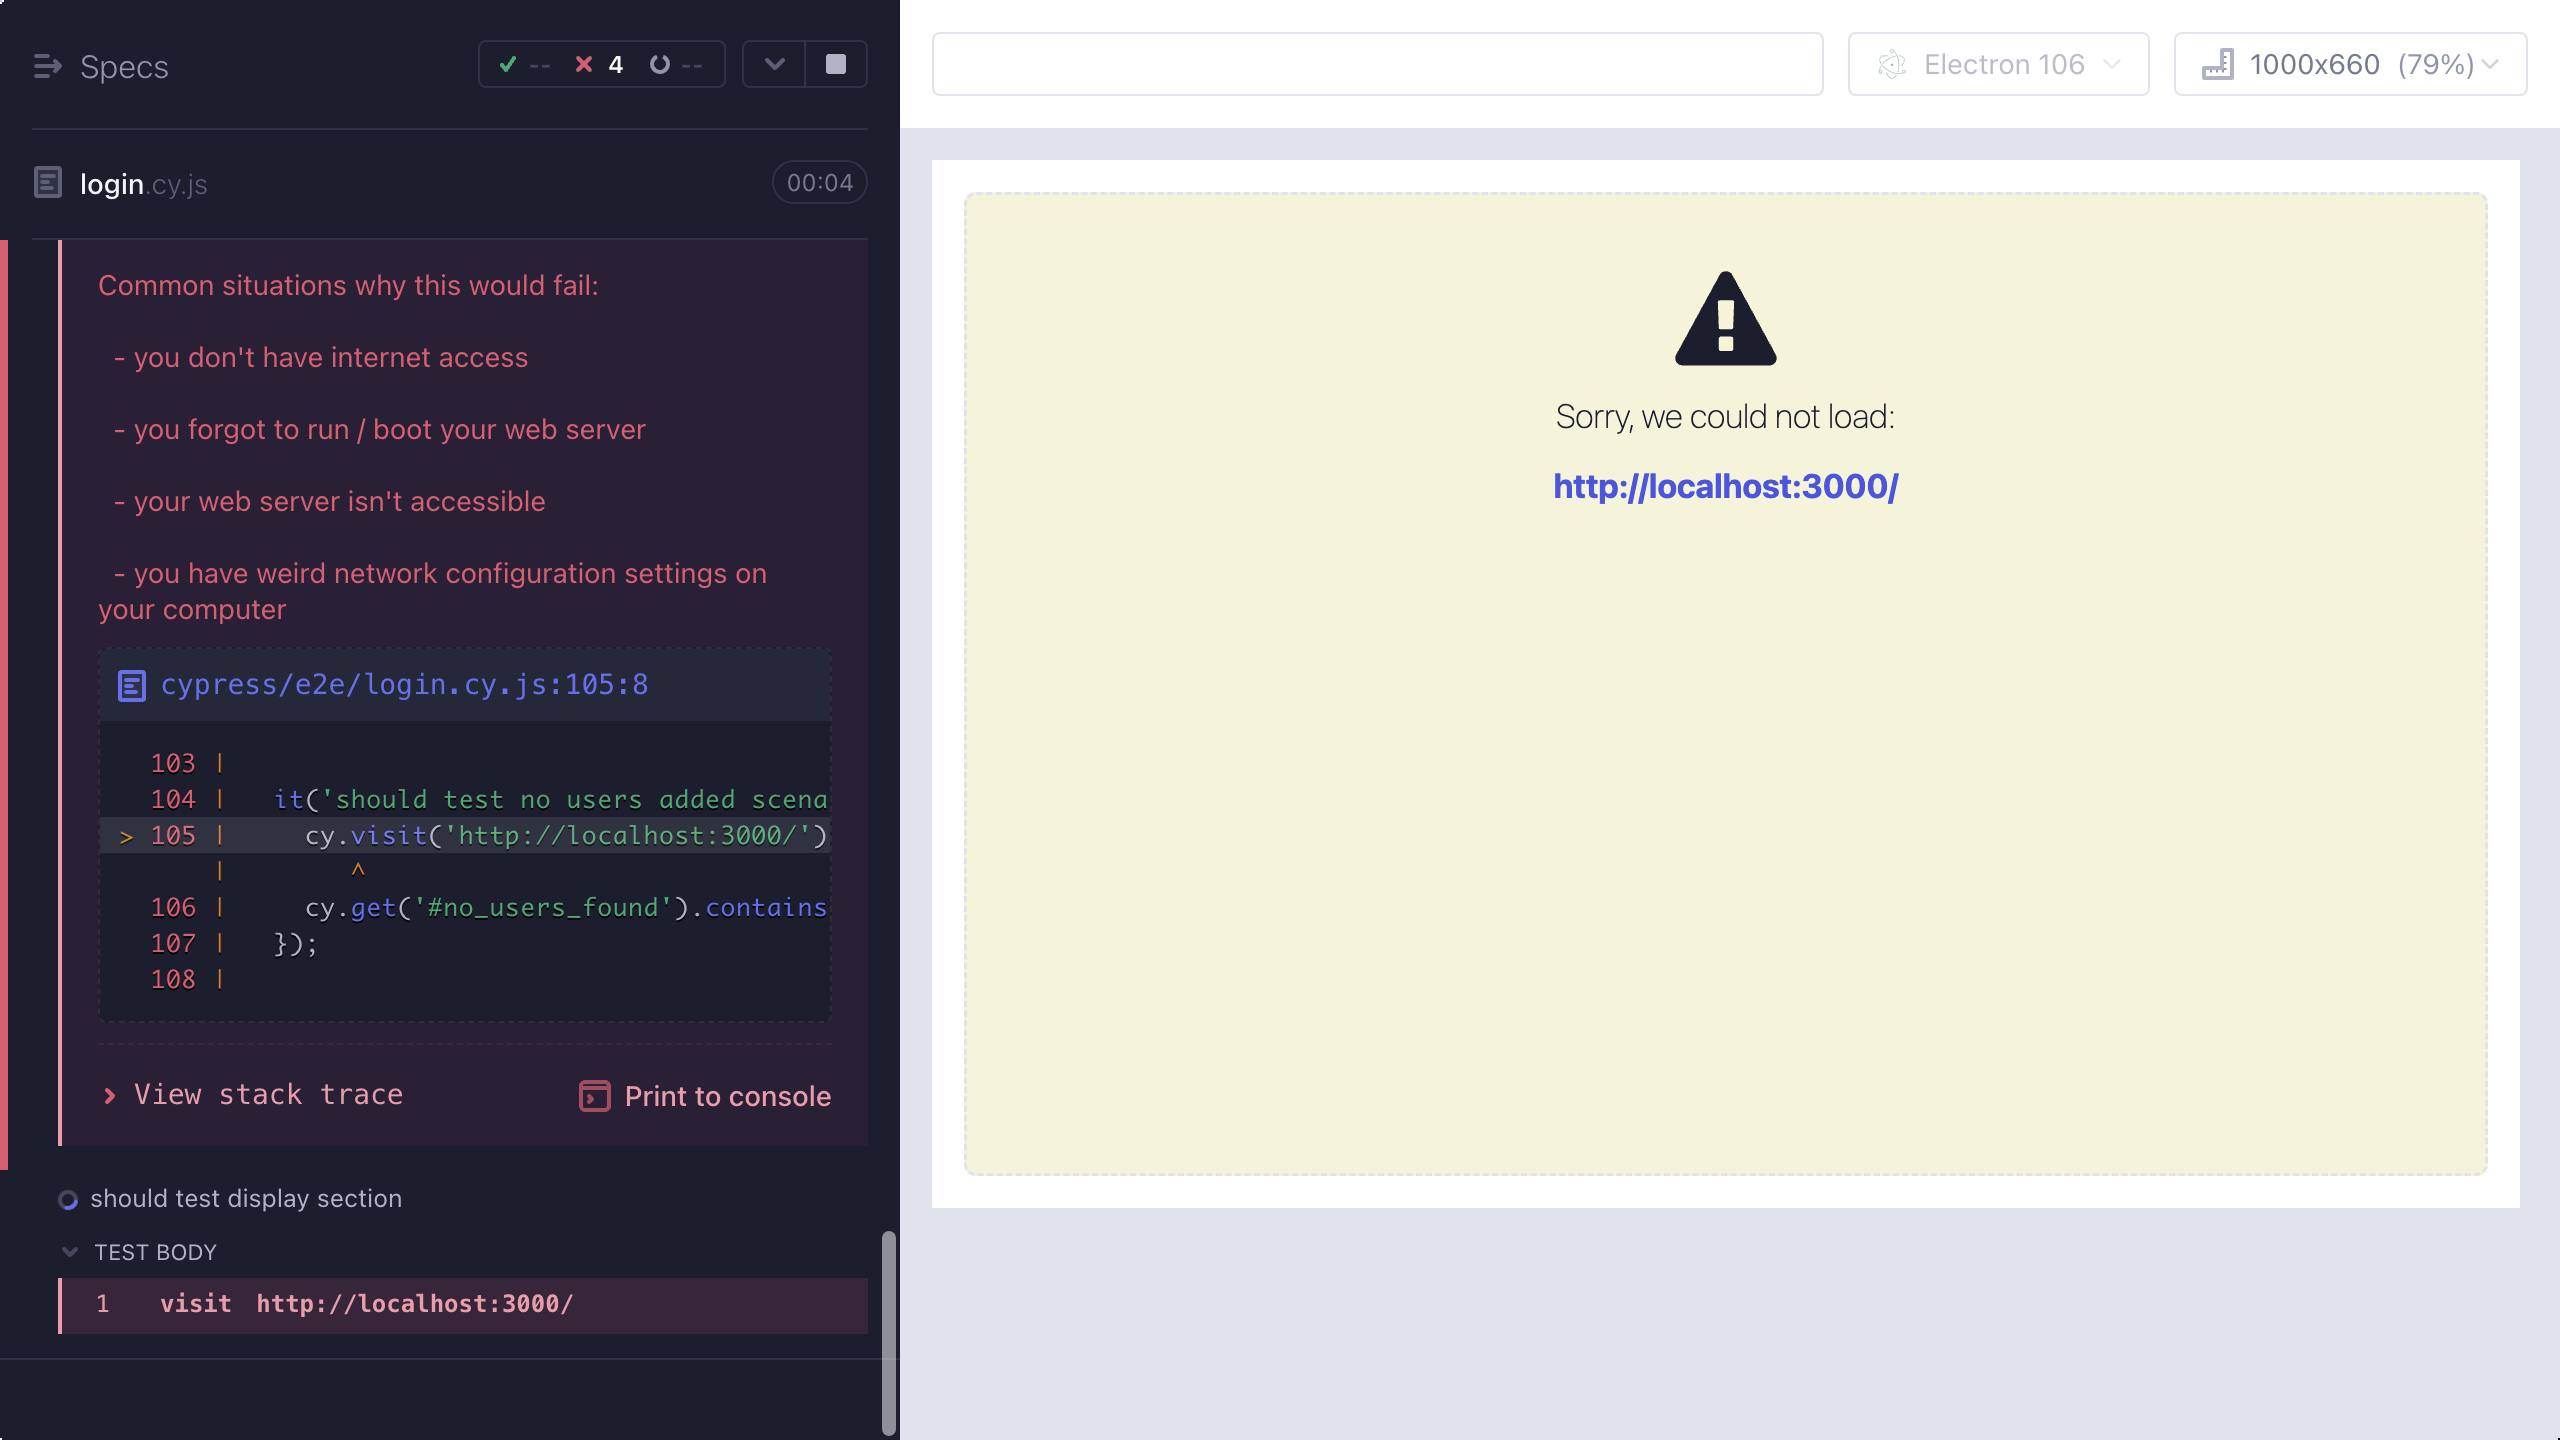 Specs
-- 4 --
login.cy.js
00:04
Common situations why this would fail:
- you don't have internet access
- you forgot to run / boot your web server
- your web server isn't accessible
- you have weird network configuration settings on
your computer
cypress/e2e/login.cy.js:105:8
103 |
104 | it('should test no users added scena
> 105 | cy.visit('http://localhost:3000/')
| ^
106 | cy.get('#no_users_found').contains
107 | });
108 |
View stack trace
Print to console
should test display section
TEST BODY
1 visit http://localhost:3000/
Electron 106
1000x660 (79%)
Sorry, we could not load:
http://localhost:3000/